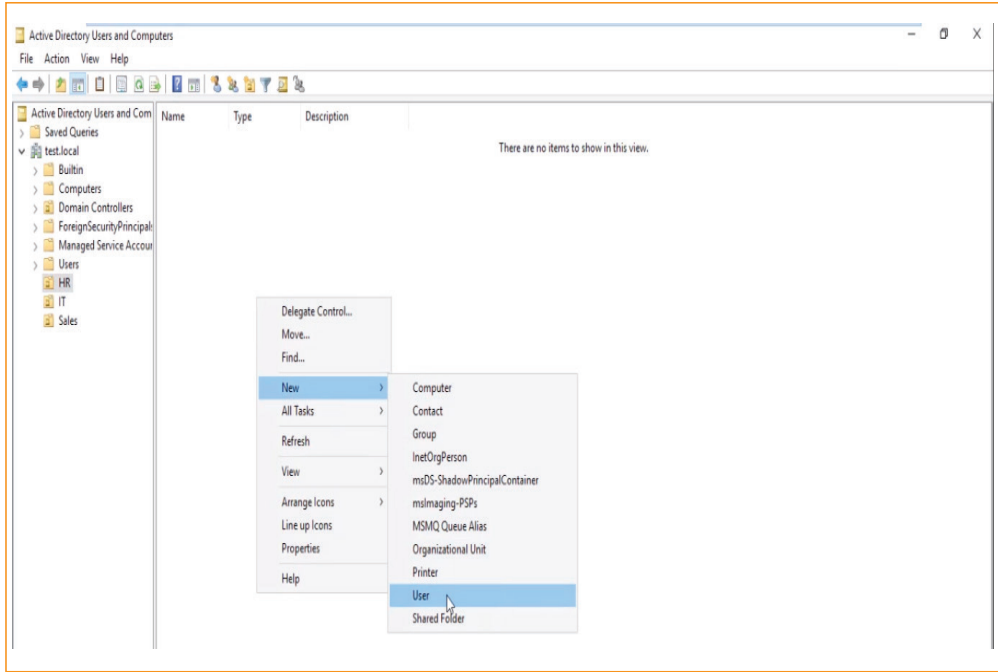 Active Directory Users and Computers
File Action View Help
Active Directory Users and Com
Saved Queries
test.local
Builtin
Computers
Domain Controllers
ForeignSecurityPrincipals
Managed Service Accour
Users
HR
IT
Sales
Name Type Description
There are no items to show in this view.
Delegate Control...
Move...
Find...
New
All Tasks
Refresh
View
Arrange Icons
Line up Icons
Properties
Help
Computer
Contact
Group
InetOrgPerson
msDS-ShadowPrincipalContainer
msImaging-PSPs
MSMQ Queue Alias
Organizational Unit
Printer
User
Shared Folder